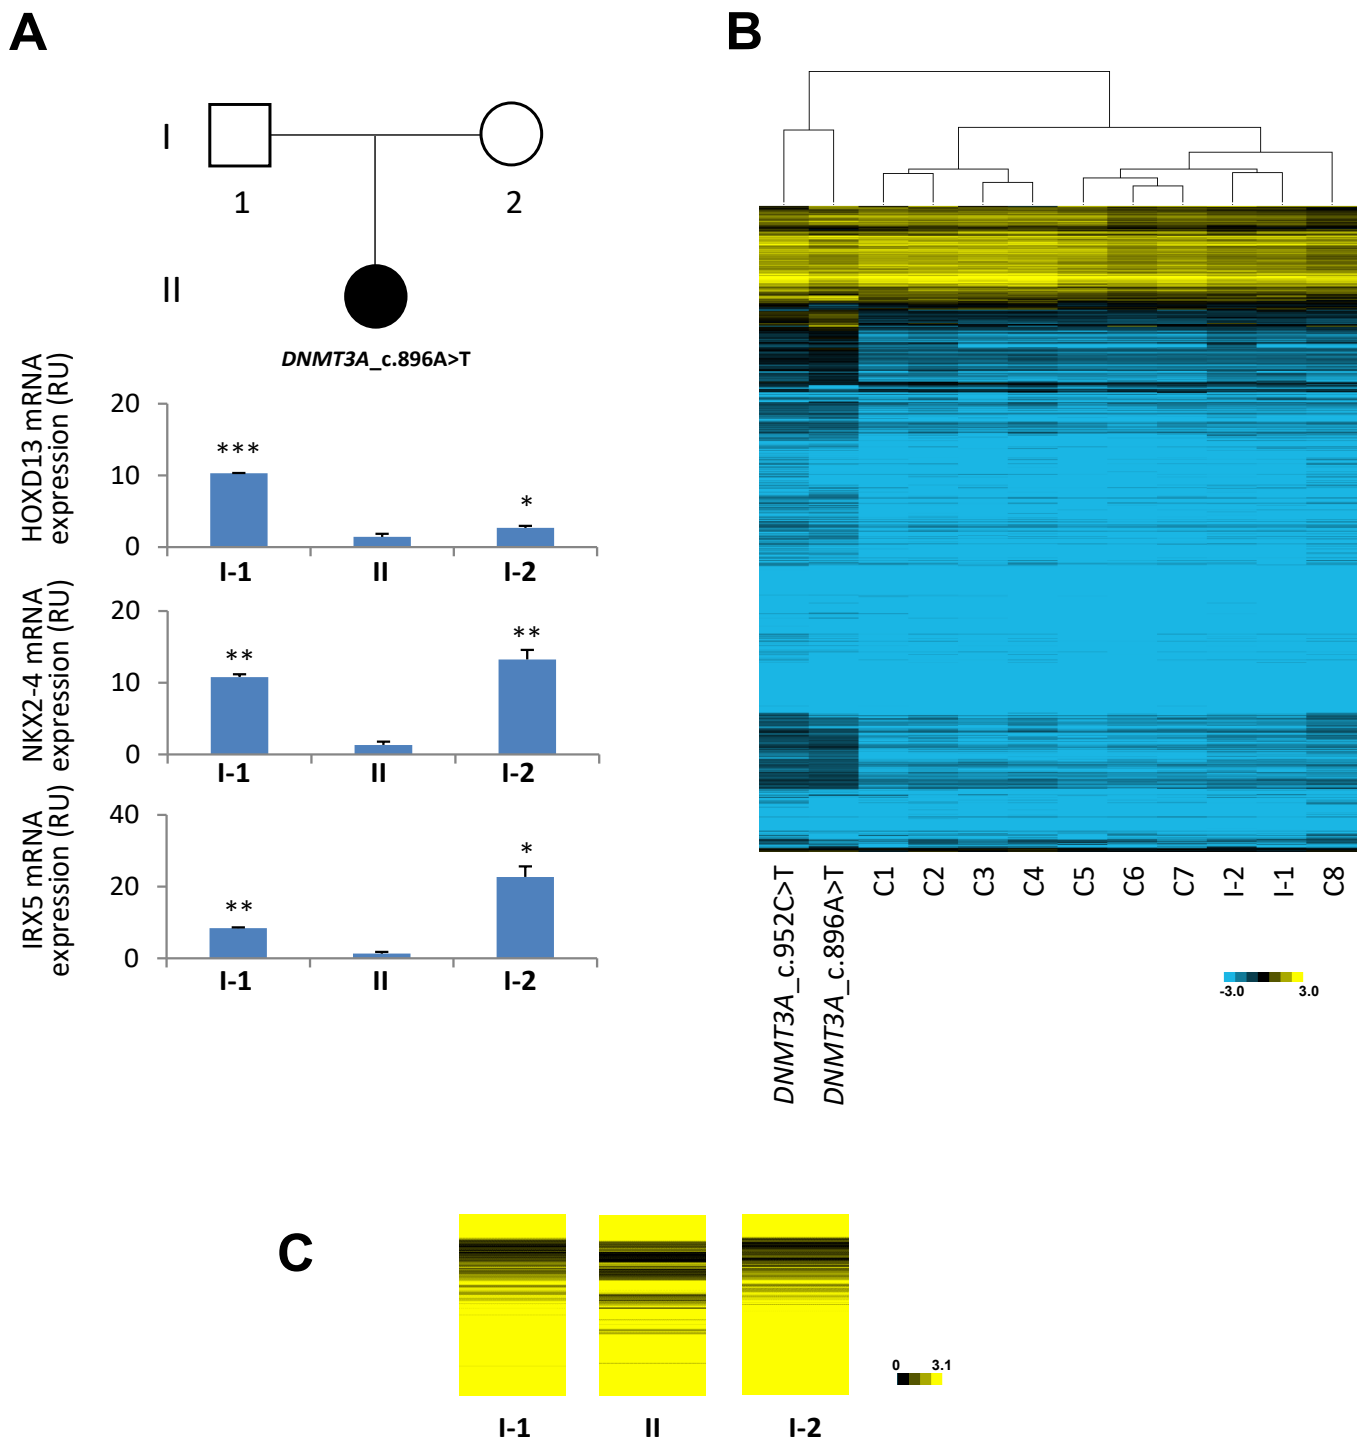 A
B
I
1
2
II
DNMT3A_c.896A>T
HOXD13 mRNA
expression (RU)
20
10
0
***
*
I-1
II
I-2
NKX2-4 mRNA
expression (RU)
20
10
0
**
**
I-1
II
I-2
IRX5 mRNA
expression (RU)
40
20
0
**
*
I-1
II
I-2
DNMT3A_c.952C>T
DNMT3A_c.896A>T
C1
C2
C3
C4
C5
C6
C7
I-2
I-1
C8
-3.0
3.0
C
0
3.1
I-1
II
I-2